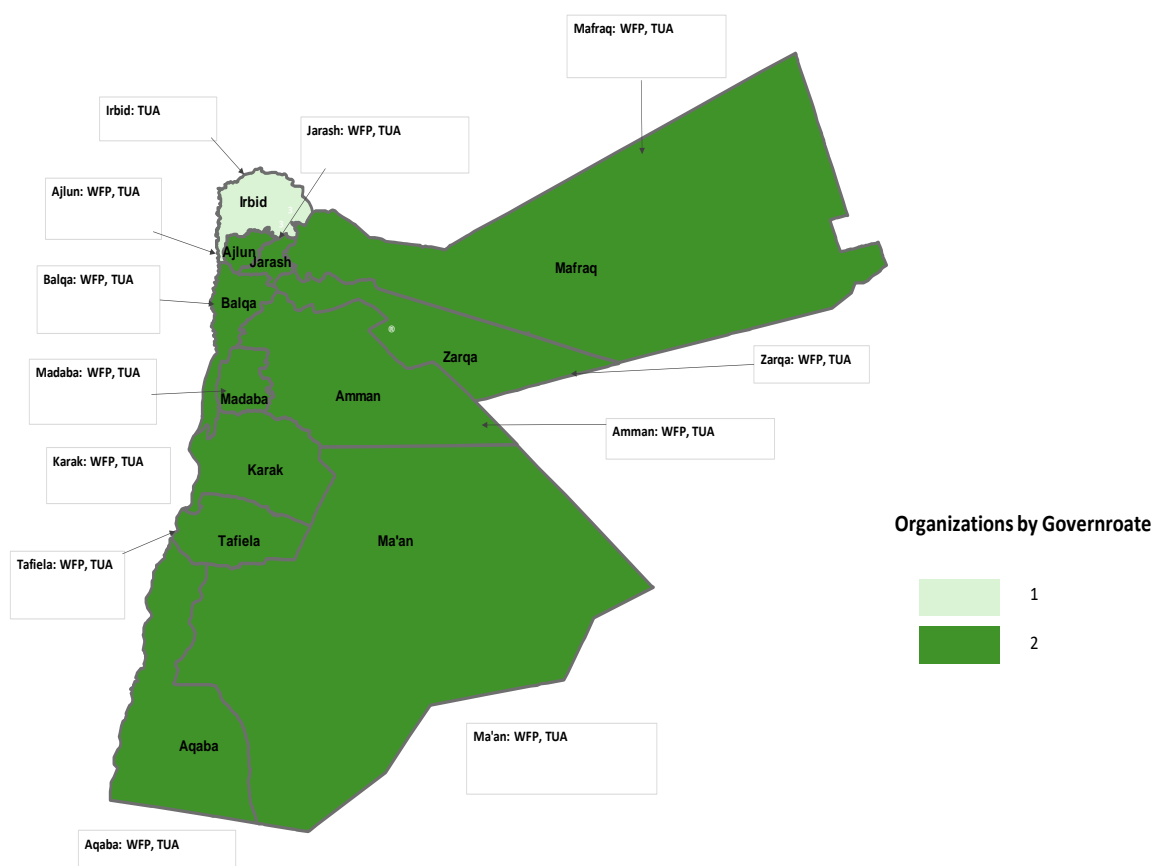 Mafraq: WFP, TUA
Irbid: TUA
Jarash: WFP, TUA
Ajlun: WFP, TUA
Irbid
Ajlun
Jarash
Mafraq
Balqa: WFP, TUA
Balqa
Zarqa
Zarqa: WFP, TUA
Madaba: WFP, TUA
Madaba
Amman
Amman: WFP, TUA
Karak: WFP, TUA
Karak
Organizations by Governroate
Tafiela
Ma'an
Tafiela: WFP, TUA
1
2
Ma'an: WFP, TUA
Aqaba
Aqaba: WFP, TUA